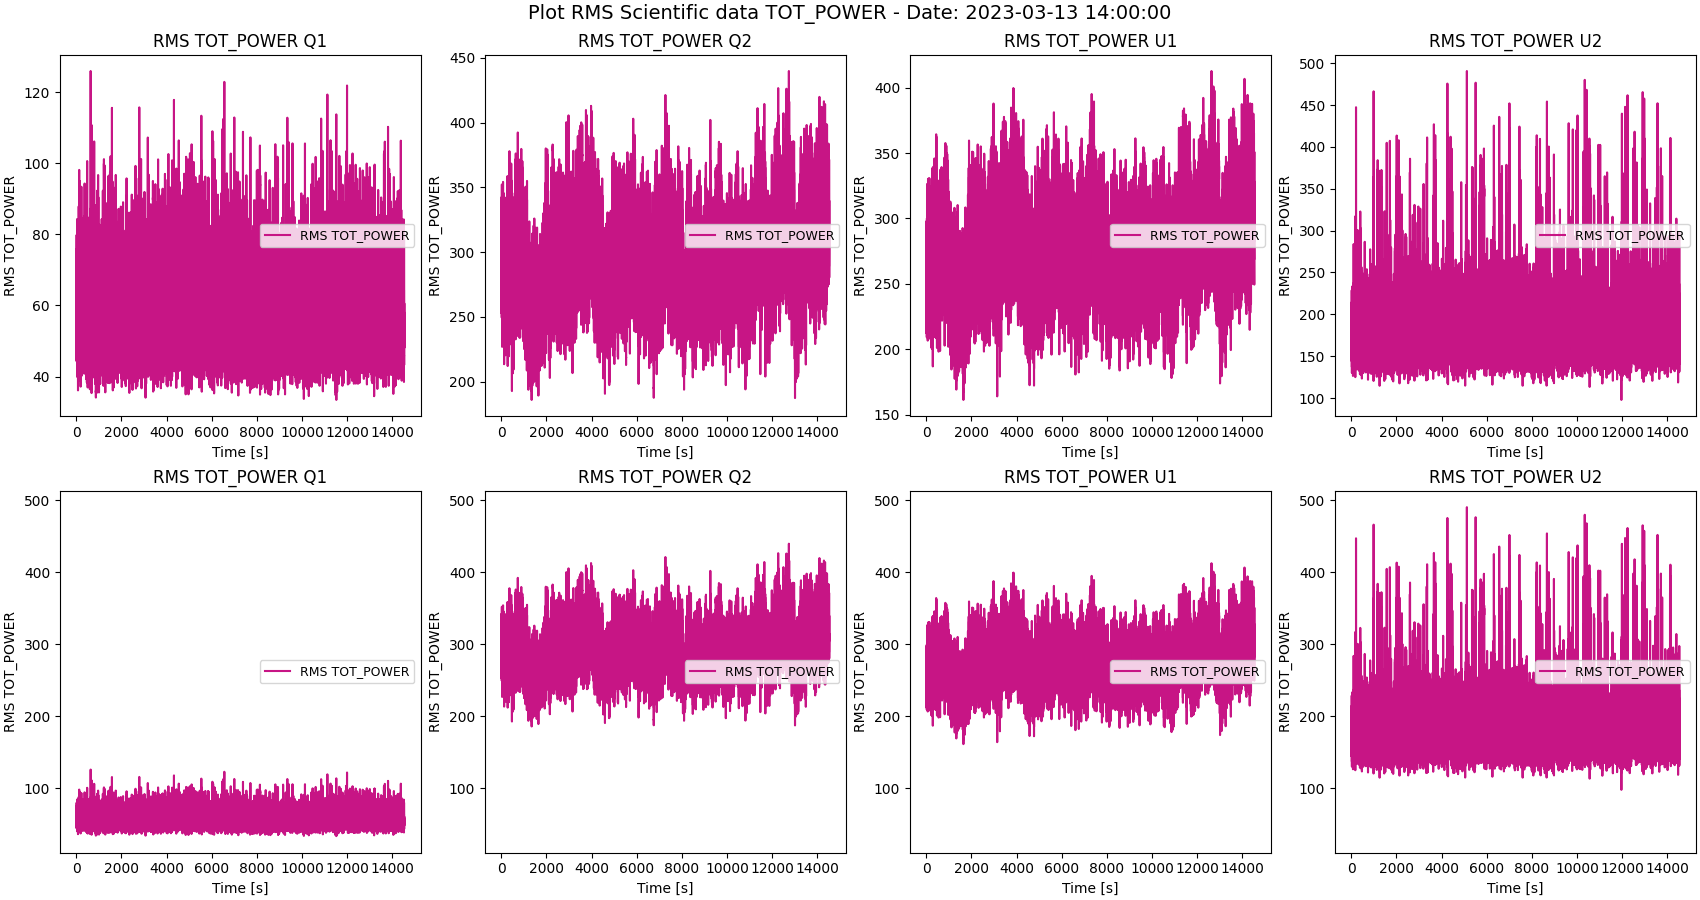 Plot RMS Scientific data TOT_POWER - Date: 2023-03-13 14:00:00
RMS TOT_POWER Q1
RMS TOT_POWER
120
100
80
60
40
RMS TOT_POWER
0 2000 4000 6000 8000 10000 12000 14000
Time [s]
RMS TOT_POWER Q2
RMS TOT_POWER
450
400
350
300
250
200
RMS TOT_POWER
0 2000 4000 6000 8000 10000 12000 14000
Time [s]
RMS TOT_POWER U1
RMS TOT_POWER
400
350
300
250
200
150
RMS TOT_POWER
0 2000 4000 6000 8000 10000 12000 14000
Time [s]
RMS TOT_POWER U2
RMS TOT_POWER
500
450
400
350
300
250
200
150
100
RMS TOT_POWER
0 2000 4000 6000 8000 10000 12000 14000
Time [s]
RMS TOT_POWER Q1
RMS TOT_POWER
500
400
300
200
100
RMS TOT_POWER
0 2000 4000 6000 8000 10000 12000 14000
Time [s]
RMS TOT_POWER Q2
RMS TOT_POWER
500
400
300
200
100
RMS TOT_POWER
0 2000 4000 6000 8000 10000 12000 14000
Time [s]
RMS TOT_POWER U1
RMS TOT_POWER
500
400
300
200
100
RMS TOT_POWER
0 2000 4000 6000 8000 10000 12000 14000
Time [s]
RMS TOT_POWER U2
RMS TOT_POWER
500
400
300
200
100
RMS TOT_POWER
0 2000 4000 6000 8000 10000 12000 14000
Time [s]